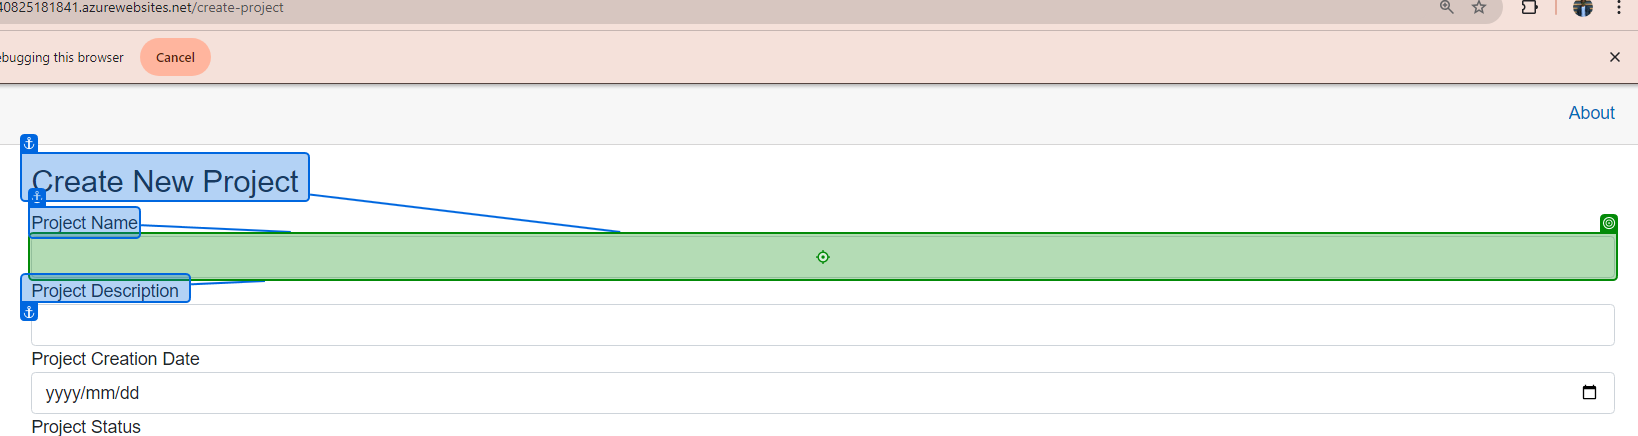 40825181841.azurewebsites.net/create-project
ebugging this browser
Cancel
About
Create New Project
Project Name
Project Description
Project Creation Date
yyyy/mm/dd
Project Status